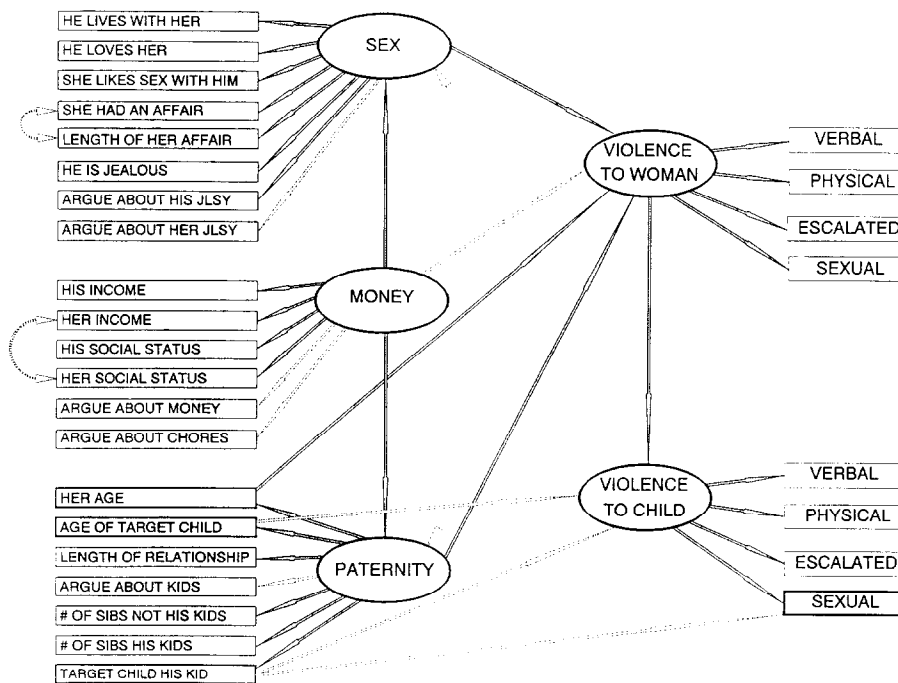 HE LIVES WITH HER
HE LOVES HER
SHE LIKES SEX WITH HIM
SHE HAD AN AFFAIR
LENGTH OF HER AFFAIR
HE IS JEALOUS
ARGUE ABOUT HIS JLSY
ARGUE ABOUT HER JLSY
SEX
VIOLENCE
TO WOMAN
VERBAL
PHYSICAL
ESCALATED
SEXUAL
HIS INCOME
HER INCOME
HIS SOCIAL STATUS
HER SOCIAL STATUS
ARGUE ABOUT MONEY
ARGUE ABOUT CHORES
MONEY
HER AGE
AGE OF TARGET CHILD
LENGTH OF RELATIONSHIP
ARGUE ABOUT KIDS
# OF SIBS NOT HIS KIDS
# OF SIBS HIS KIDS
TARGET CHILD HIS KID
PATERNITY
VIOLENCE
TO CHILD
VERBAL
PHYSICAL
ESCALATED
SEXUAL